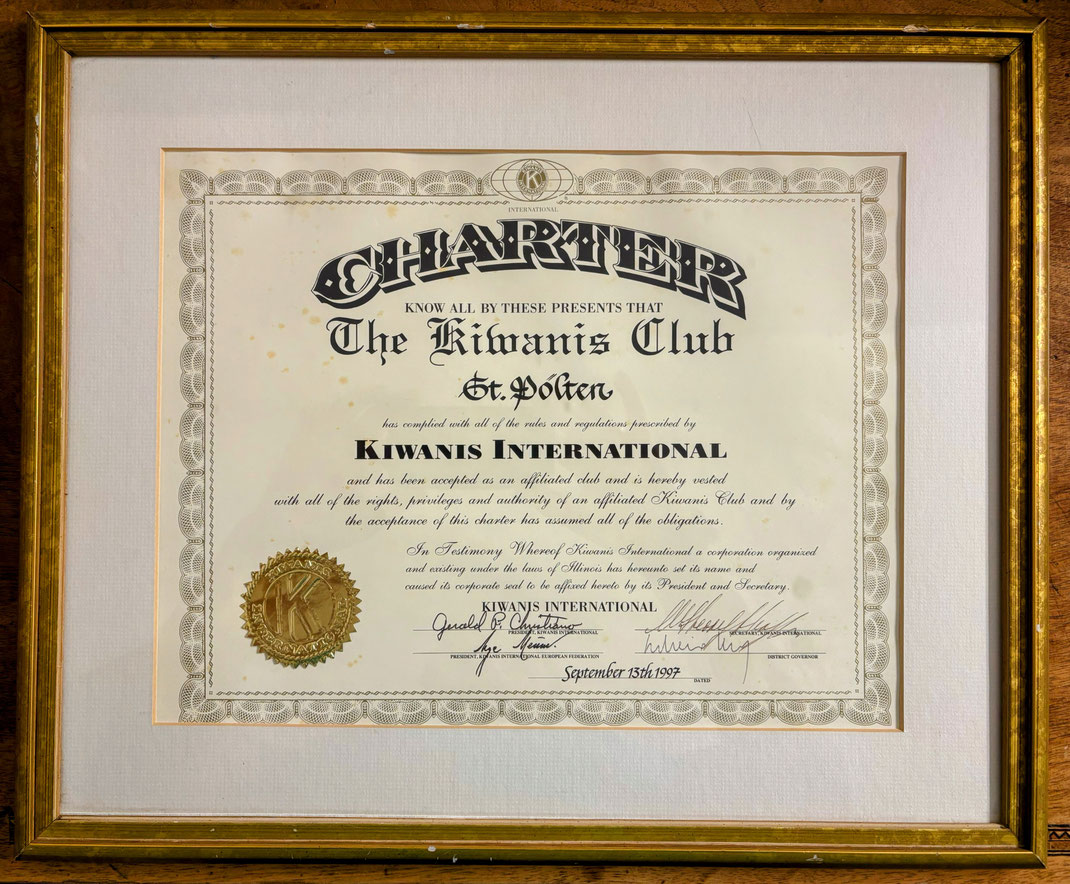 K
INTERNATIONAL
CHARTER
KNOW ALL BY THESE PRESENTS THAT
The Kiwanis Club
St. Pölten
has complied with all of the rules and regulations prescribed by
KIWANIS INTERNATIONAL
and has been accepted as an affiliated club and is hereby vested
with all of the rights, privileges and authority of an affiliated Kiwanis Club and by
the acceptance of this charter has assumed all of the obligations.
In Testimony Whereof Kiwanis International a corporation organized
and existing under the laws of Illinois has hereunto set its name and
caused its corporate seal to be affixed hereto by its President and Secretary.
KIWANIS INTERNATIONAL
Gerald P. Christiano
PRESIDENT, KIWANIS INTERNATIONAL
SECRETARY, KIWANIS INTERNATIONAL
PRESIDENT, KIWANIS INTERNATIONAL EUROPEAN FEDERATION
DISTRICT GOVERNOR
September 13th 1997
DATED
KIWANIS
K
INTERNATIONAL